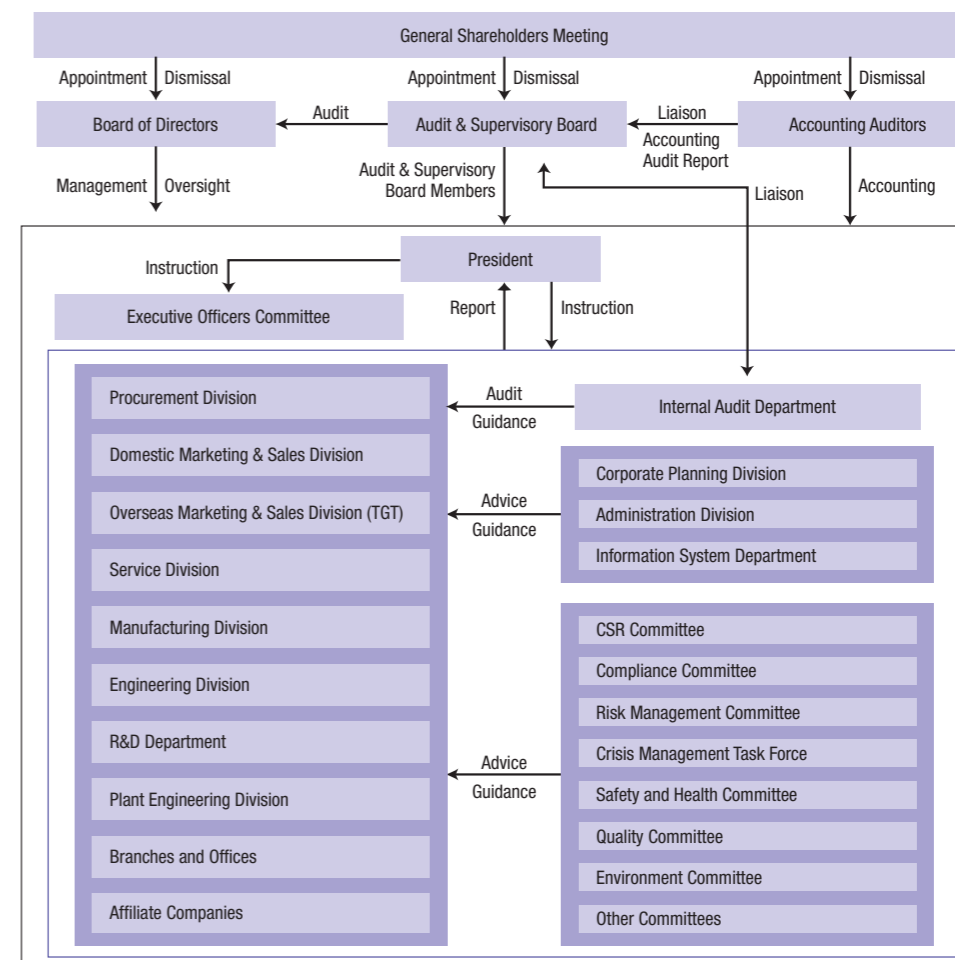 General Shareholders Meeting
Appointment Dismissal
Appointment Dismissal
Appointment Dismissal
Board of Directors
Audit
Audit & Supervisory Board
Liaison
Accounting
Audit Report
Accounting Auditors
Management Oversight
Audit & Supervisory
Board Members
Liaison
Accounting
President
Instruction
Executive Officers Committee
Report
Instruction
Procurement Division
Domestic Marketing & Sales Division
Overseas Marketing & Sales Division (TGT)
Service Division
Manufacturing Division
Engineering Division
R&D Department
Plant Engineering Division
Branches and Offices
Affiliate Companies
Audit
Guidance
Internal Audit Department
Advice
Guidance
Corporate Planning Division
Administration Division
Information System Department
Advice
Guidance
CSR Committee
Compliance Committee
Risk Management Committee
Crisis Management Task Force
Safety and Health Committee
Quality Committee
Environment Committee
Other Committees